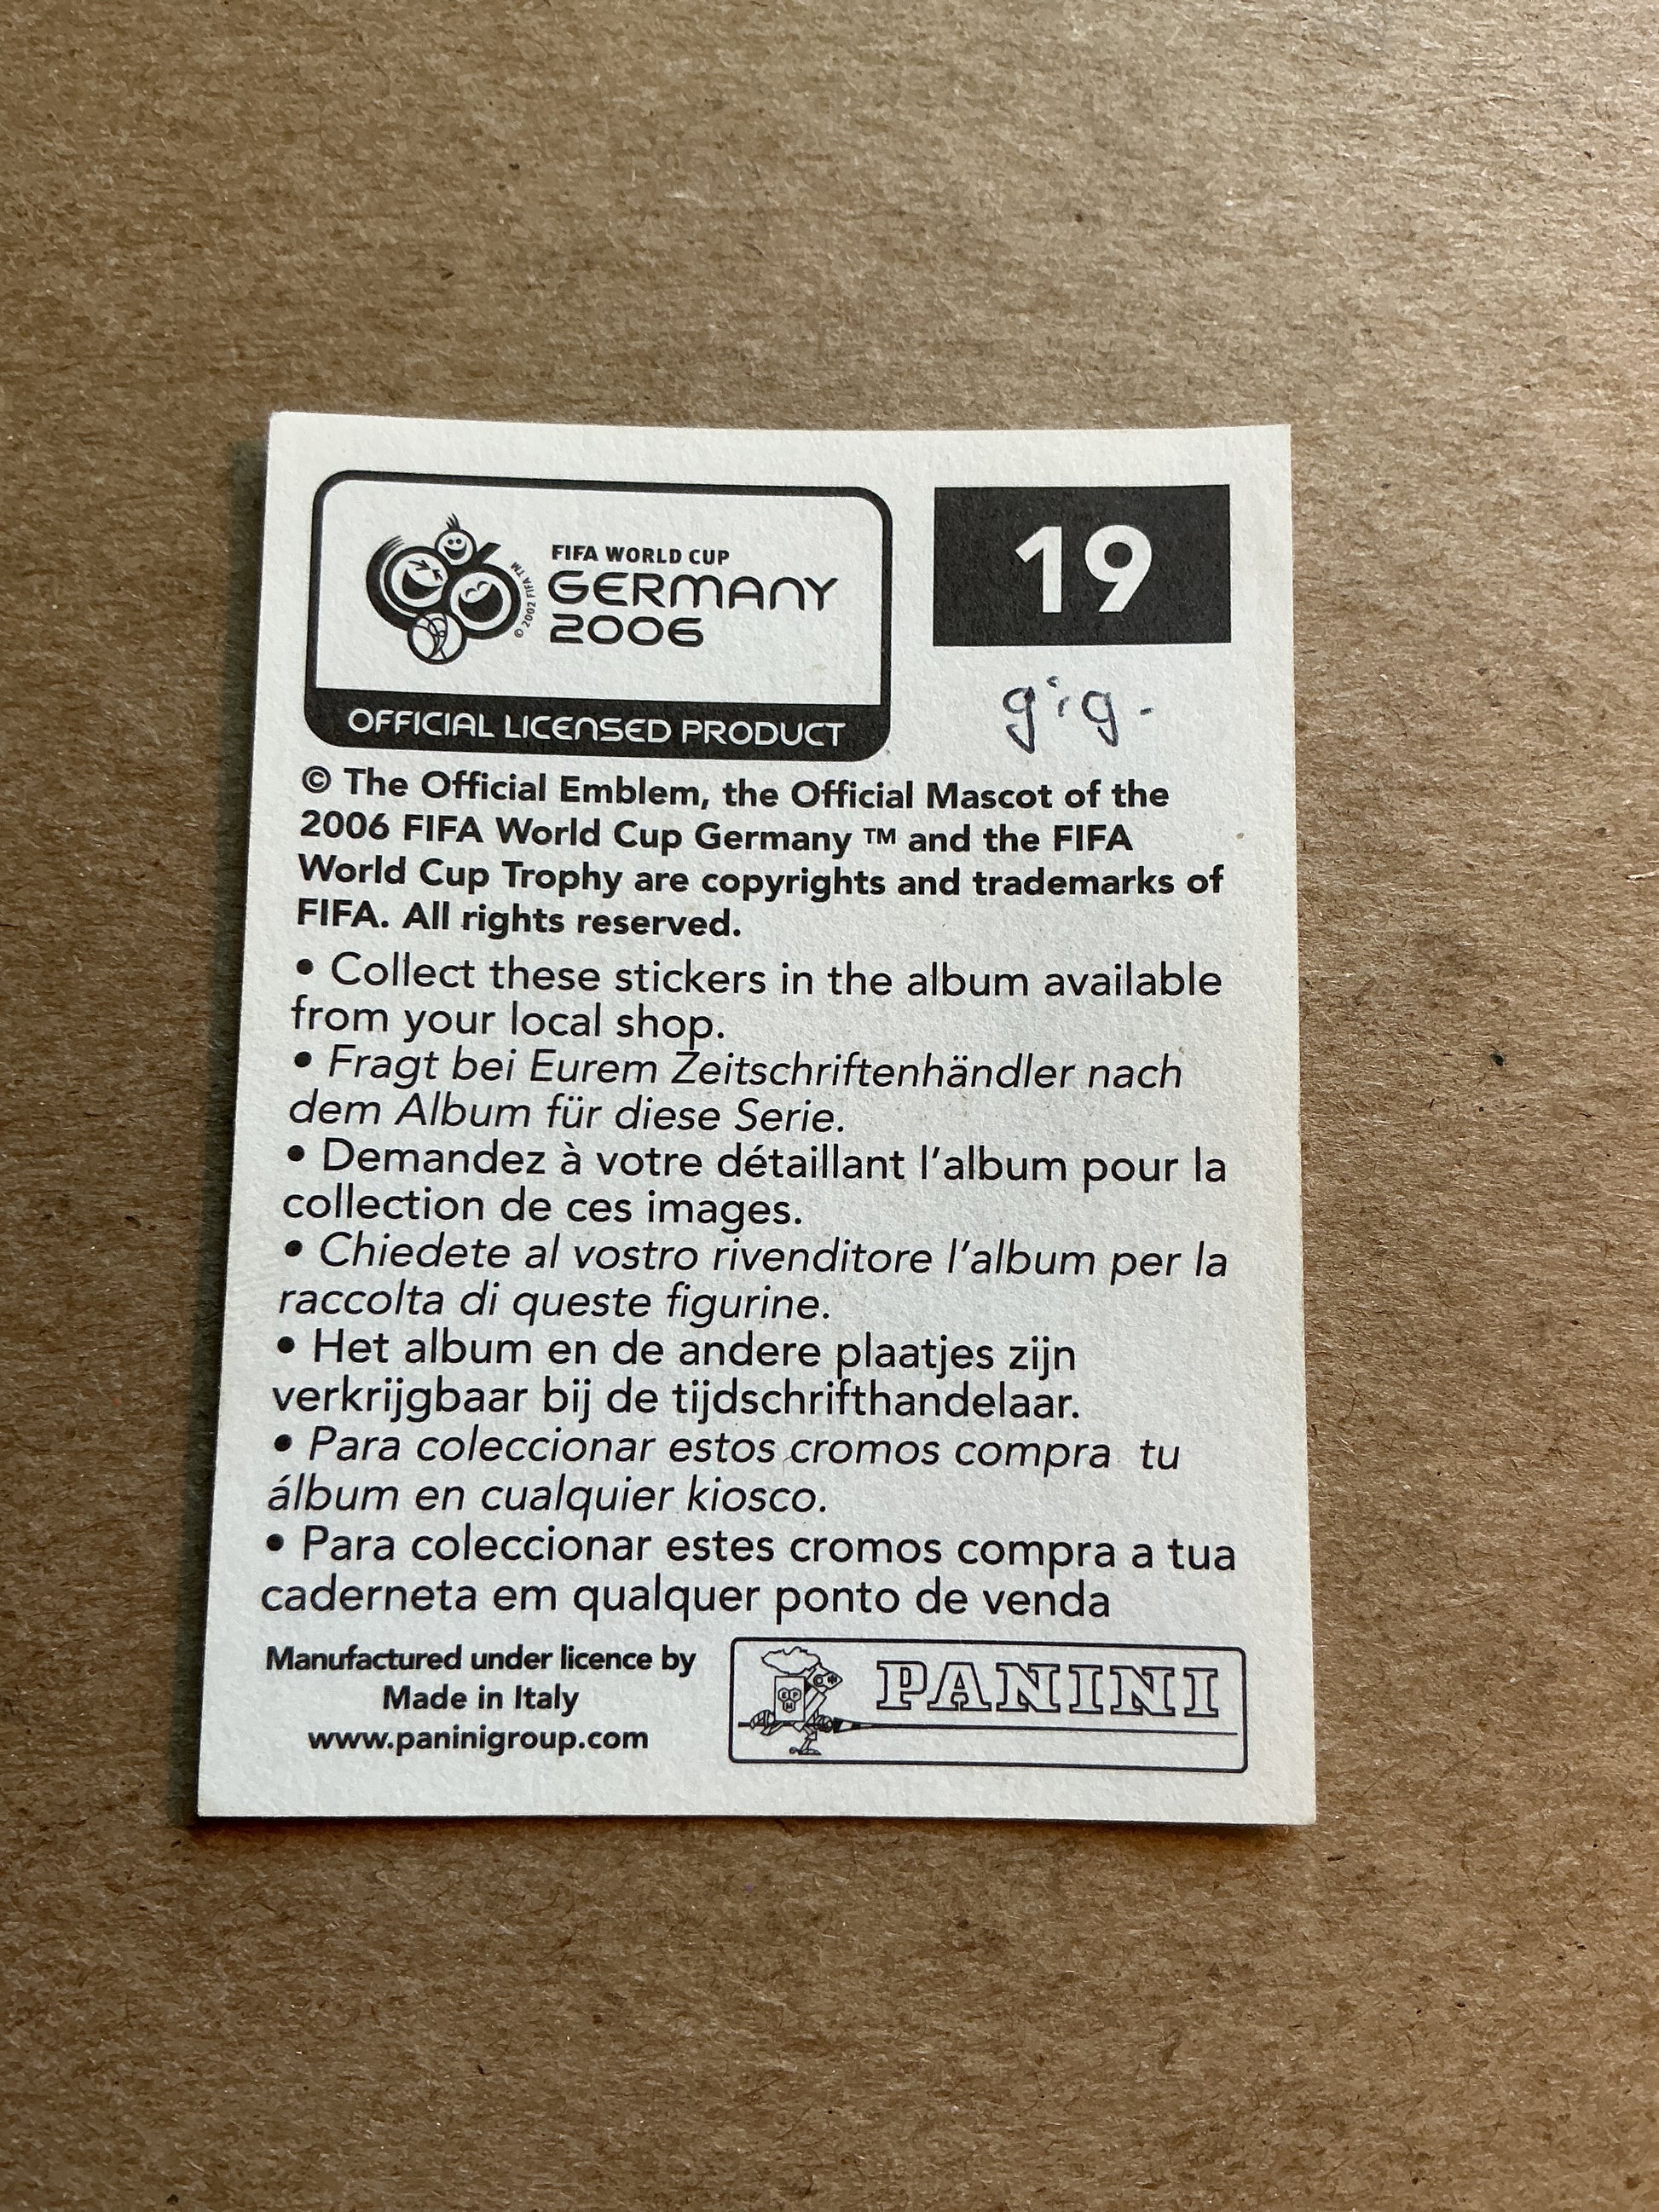 FIFA WORLD CUP
GERMANY
2006
© 2002 FIFA TM
OFFICIAL LICENSED PRODUCT
19
gig.
© The Official Emblem, the Official Mascot of the
2006 FIFA World Cup Germany ™ and the FIFA
World Cup Trophy are copyrights and trademarks of
FIFA. All rights reserved.
• Collect these stickers in the album available
from your local shop.
• Fragt bei Eurem Zeitschriftenhändler nach
dem Album für diese Serie.
• Demandez à votre détaillant l'album pour la
collection de ces images.
• Chiedete al vostro rivenditore l'album per la
raccolta di queste figurine.
• Het album en de andere plaatjes zijn
verkrijgbaar bij de tijdschrifthandelaar.
• Para coleccionar estos cromos compra tu
álbum en cualquier kiosco.
• Para coleccionar estes cromos compra a tua
caderneta em qualquer ponto de venda
Manufactured under licence by
Made in Italy
www.paninigroup.com
PANINI